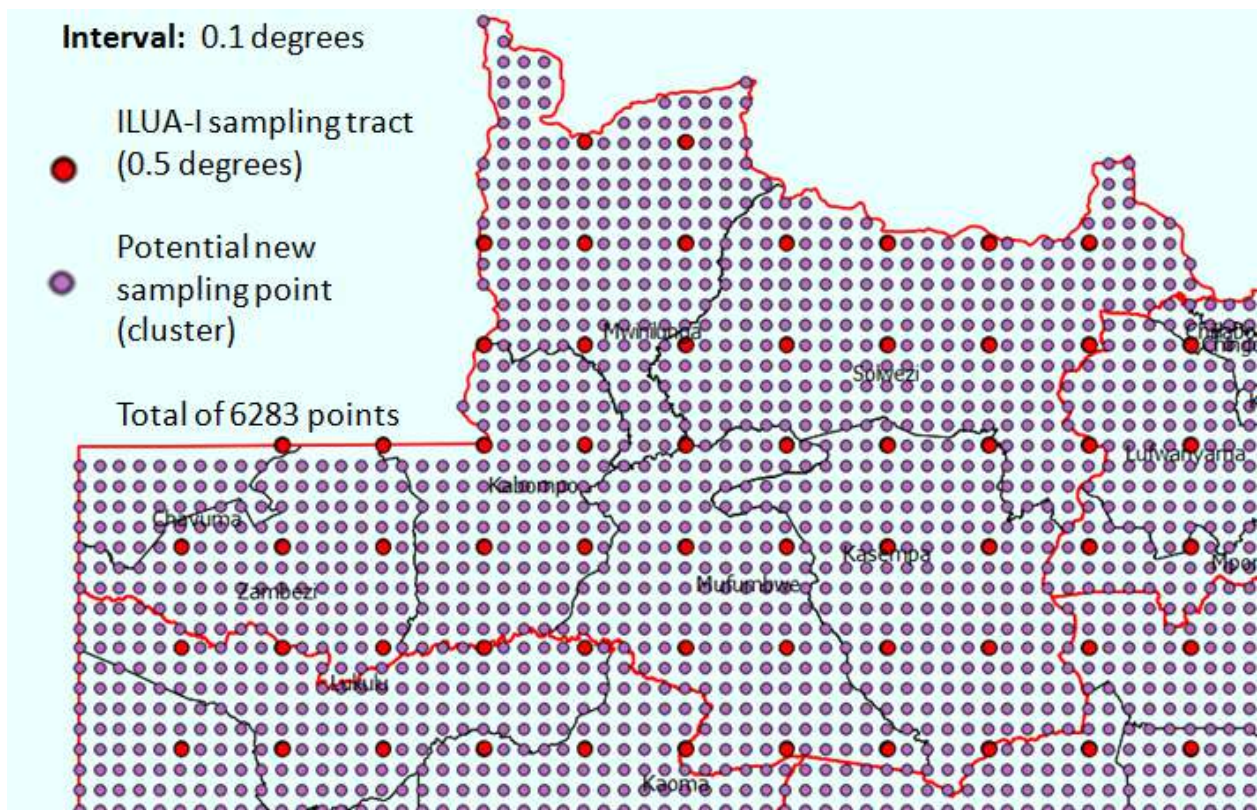 Interval: 0.1 degrees
ILUA-I sampling tract
(0.5 degrees)
Potential new
sampling point
(cluster)
Total of 6283 points
Mwinilunga
Solwezi
Lufwanyama
Kabompo
Chavuma
Kasempa
Zambezi
Mufumbwe
Lukulu
Kaoma